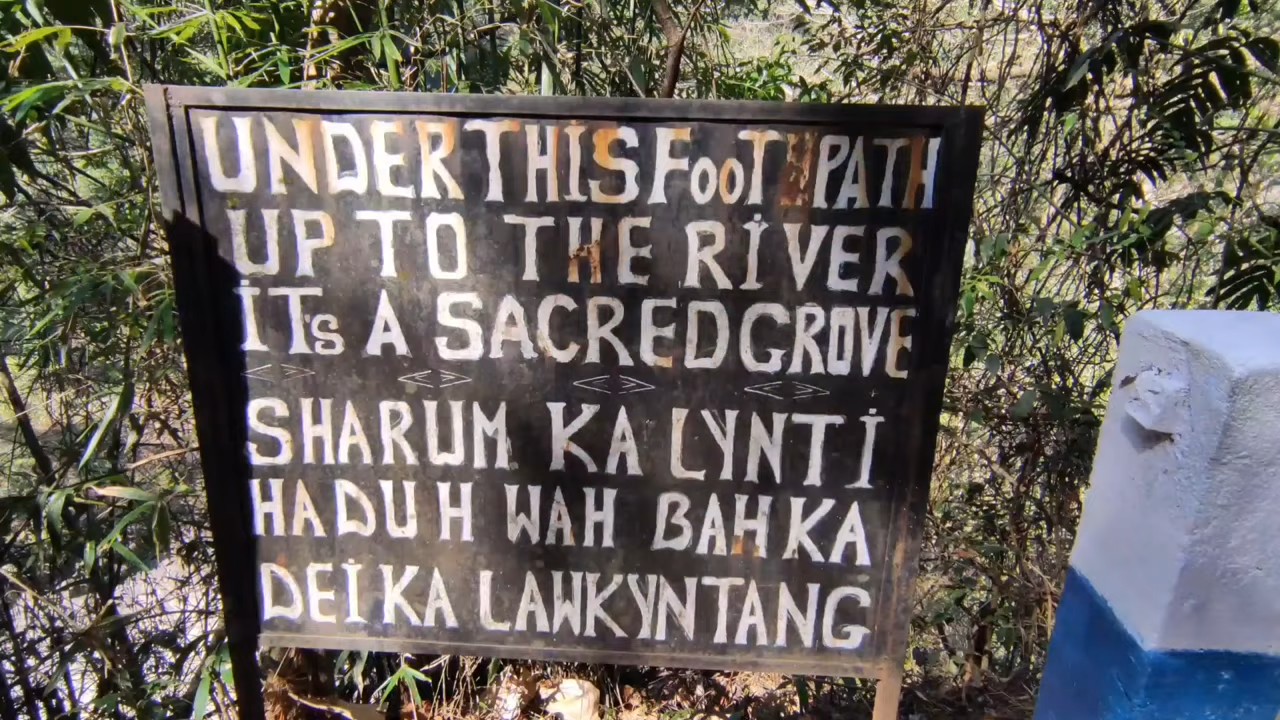 UNDER THIS FOOT PATH
UP TO THE RIVER
IT'S A SACRED GROVE
SHARUM KA LYNTI
HADUH WAH BAH KA
DEI KA LAWKYNTANG